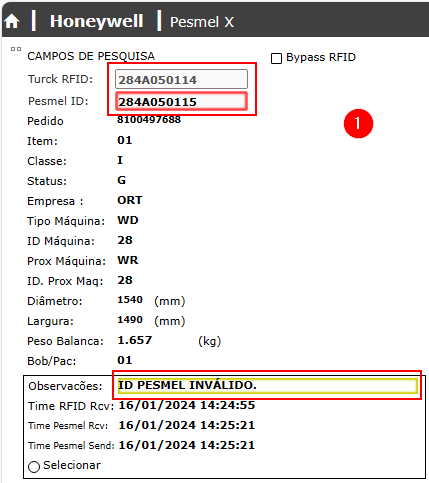 Honeywell Pesmel X
CAMPOS DE PESQUISA Bypass RFID
Turck RFID: 284A050114
Pesmel ID: 284A050115
Pedido 8100497688
1
Item: 01
Classe: I
Status: G
Empresa : ORT
Tipo Máquina: WD
ID Máquina: 28
Prox Máquina: WR
ID. Prox Maq: 28
Diâmetro: 1540 (mm)
Largura: 1490 (mm)
Peso Balanca: 1.657 (kg)
Bob/Pac: 01
Observacões: ID PESMEL INVÁLIDO.
Time RFID Rcv: 16/01/2024 14:24:55
Time Pesmel Rcv: 16/01/2024 14:25:21
Time Pesmel Send: 16/01/2024 14:25:21
Selecionar